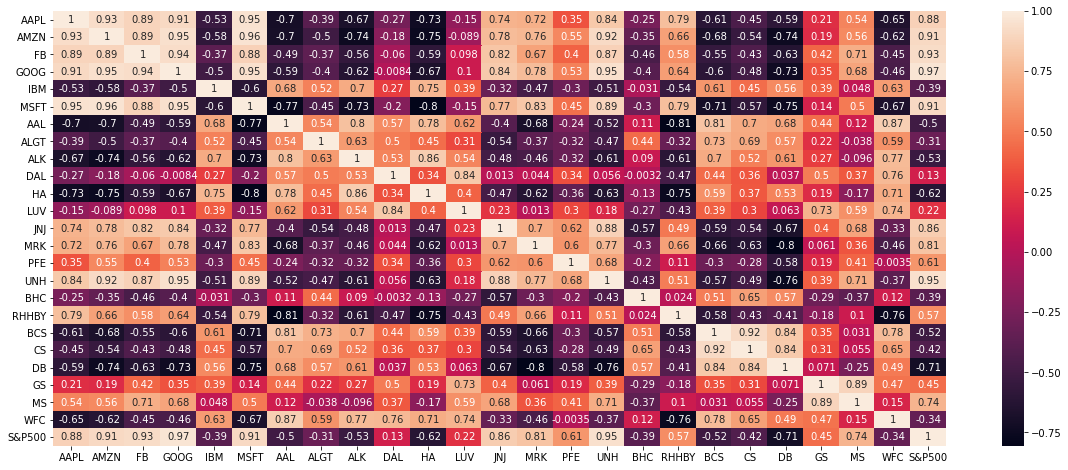 AAPL 1 0.93 0.89 0.91 -0.53 0.95 -0.7 -0.39 -0.67 -0.27 -0.73 -0.15 0.74 0.72 0.35 0.84 -0.25 0.79 -0.61 -0.45 -0.59 0.21 0.54 -0.65 0.88 1.00
AMZN 0.93 1 0.89 0.95 -0.58 0.96 -0.7 -0.5 -0.74 -0.18 -0.75 -0.089 0.78 0.76 0.55 0.92 -0.35 0.66 -0.68 -0.54 -0.74 0.19 0.56 -0.62 0.91
FB 0.89 0.89 1 0.94 -0.37 0.88 -0.49 -0.37 -0.56 -0.06 -0.59 0.098 0.82 0.67 0.4 0.87 -0.46 0.58 -0.55 -0.43 -0.63 0.42 0.71 -0.45 0.93
GOOG 0.91 0.95 0.94 1 -0.5 0.95 -0.59 -0.4 -0.62 -0.0084 -0.67 0.1 0.84 0.78 0.53 0.95 -0.4 0.64 -0.6 -0.48 -0.73 0.35 0.68 -0.46 0.97 0.75
IBM -0.53 -0.58 -0.37 -0.5 1 -0.6 0.68 0.52 0.7 0.27 0.75 0.39 -0.32 -0.47 -0.3 -0.51 -0.031 -0.54 0.61 0.45 0.56 0.39 0.048 0.63 -0.39
MSFT 0.95 0.96 0.88 0.95 -0.6 1 -0.77 -0.45 -0.73 -0.2 -0.8 -0.15 0.77 0.83 0.45 0.89 -0.3 0.79 -0.71 -0.57 -0.75 0.14 0.5 -0.67 0.91
AAL -0.7 -0.7 -0.49 -0.59 0.68 -0.77 1 0.54 0.8 0.57 0.78 0.62 -0.4 -0.68 -0.24 -0.52 0.11 -0.81 0.81 0.7 0.68 0.44 0.12 0.87 -0.5 0.50
ALGT -0.39 -0.5 -0.37 -0.4 0.52 -0.45 0.54 1 0.63 0.5 0.45 0.31 -0.54 -0.37 -0.32 -0.47 0.44 -0.32 0.73 0.69 0.57 0.22 -0.038 0.59 -0.31
ALK -0.67 -0.74 -0.56 -0.62 0.7 -0.73 0.8 0.63 1 0.53 0.86 0.54 -0.48 -0.46 -0.32 -0.61 0.09 -0.61 0.7 0.52 0.61 0.27 -0.096 0.77 -0.53
DAL -0.27 -0.18 -0.06 -0.0084 0.27 -0.2 0.57 0.5 0.53 1 0.34 0.84 0.013 0.044 0.34 0.056 -0.0032 -0.47 0.44 0.36 0.037 0.5 0.37 0.76 0.13
HA -0.73 -0.75 -0.59 -0.67 0.75 -0.8 0.78 0.45 0.86 0.34 1 0.4 -0.47 -0.62 -0.36 -0.63 -0.13 -0.75 0.59 0.37 0.53 0.19 -0.17 0.71 -0.62 0.25
LUV -0.15 -0.089 0.098 0.1 0.39 -0.15 0.62 0.31 0.54 0.84 0.4 1 0.23 0.013 0.3 0.18 -0.27 -0.43 0.39 0.3 0.063 0.73 0.59 0.74 0.22
JNJ 0.74 0.78 0.82 0.84 -0.32 0.77 -0.4 -0.54 -0.48 0.013 -0.47 0.23 1 0.7 0.62 0.88 -0.57 0.49 -0.59 -0.54 -0.67 0.4 0.68 -0.33 0.86
MRK 0.72 0.76 0.67 0.78 -0.47 0.83 -0.68 -0.37 -0.46 0.044 -0.62 0.013 0.7 1 0.6 0.77 -0.3 0.66 -0.66 -0.63 -0.8 0.061 0.36 -0.46 0.81 0.00
PFE 0.35 0.55 0.4 0.53 -0.3 0.45 -0.24 -0.32 -0.32 0.34 -0.36 0.3 0.62 0.6 1 0.68 -0.2 0.11 -0.3 -0.28 -0.58 0.19 0.41 -0.0035 0.61
UNH 0.84 0.92 0.87 0.95 -0.51 0.89 -0.52 -0.47 -0.61 0.056 -0.63 0.18 0.88 0.77 0.68 1 -0.43 0.51 -0.57 -0.49 -0.76 0.39 0.71 -0.37 0.95
BHC -0.25 -0.35 -0.46 -0.4 -0.031 -0.3 0.11 0.44 0.09 -0.0032 -0.13 -0.27 -0.57 -0.3 -0.2 -0.43 1 0.024 0.51 0.65 0.57 -0.29 -0.37 0.12 -0.39 -0.25
RHHBY 0.79 0.66 0.58 0.64 -0.54 0.79 -0.81 -0.32 -0.61 -0.47 -0.75 -0.43 0.49 0.66 0.11 0.51 0.024 1 -0.58 -0.43 -0.41 -0.18 0.1 -0.76 0.57
BCS -0.61 -0.68 -0.55 -0.6 0.61 -0.71 0.81 0.73 0.7 0.44 0.59 0.39 -0.59 -0.66 -0.3 -0.57 0.51 -0.58 1 0.92 0.84 0.35 0.031 0.78 -0.52
CS -0.45 -0.54 -0.43 -0.48 0.45 -0.57 0.7 0.69 0.52 0.36 0.37 0.3 -0.54 -0.63 -0.28 -0.49 0.65 -0.43 0.92 1 0.84 0.31 0.055 0.65 -0.42 -0.50
DB -0.59 -0.74 -0.63 -0.73 0.56 -0.75 0.68 0.57 0.61 0.037 0.53 0.063 -0.67 -0.8 -0.58 -0.76 0.57 -0.41 0.84 0.84 1 0.071 -0.25 0.49 -0.71
GS 0.21 0.19 0.42 0.35 0.39 0.14 0.44 0.22 0.27 0.5 0.19 0.73 0.4 0.061 0.19 0.39 -0.29 -0.18 0.35 0.31 0.071 1 0.89 0.47 0.45
MS 0.54 0.56 0.71 0.68 0.048 0.5 0.12 -0.038 -0.096 0.37 -0.17 0.59 0.68 0.36 0.41 0.71 -0.37 0.1 0.031 0.055 -0.25 0.89 1 0.15 0.74
WFC -0.65 -0.62 -0.45 -0.46 0.63 -0.67 0.87 0.59 0.77 0.76 0.71 0.74 -0.33 -0.46 -0.0035 -0.37 0.12 -0.76 0.78 0.65 0.49 0.47 0.15 1 -0.34 -0.75
S&P500 0.88 0.91 0.93 0.97 -0.39 0.91 -0.5 -0.31 -0.53 0.13 -0.62 0.22 0.86 0.81 0.61 0.95 -0.39 0.57 -0.52 -0.42 -0.71 0.45 0.74 -0.34 1
AAPL AMZN FB GOOG IBM MSFT AAL ALGT ALK DAL HA LUV JNJ MRK PFE UNH BHC RHHBY BCS CS DB GS MS WFC S&P500